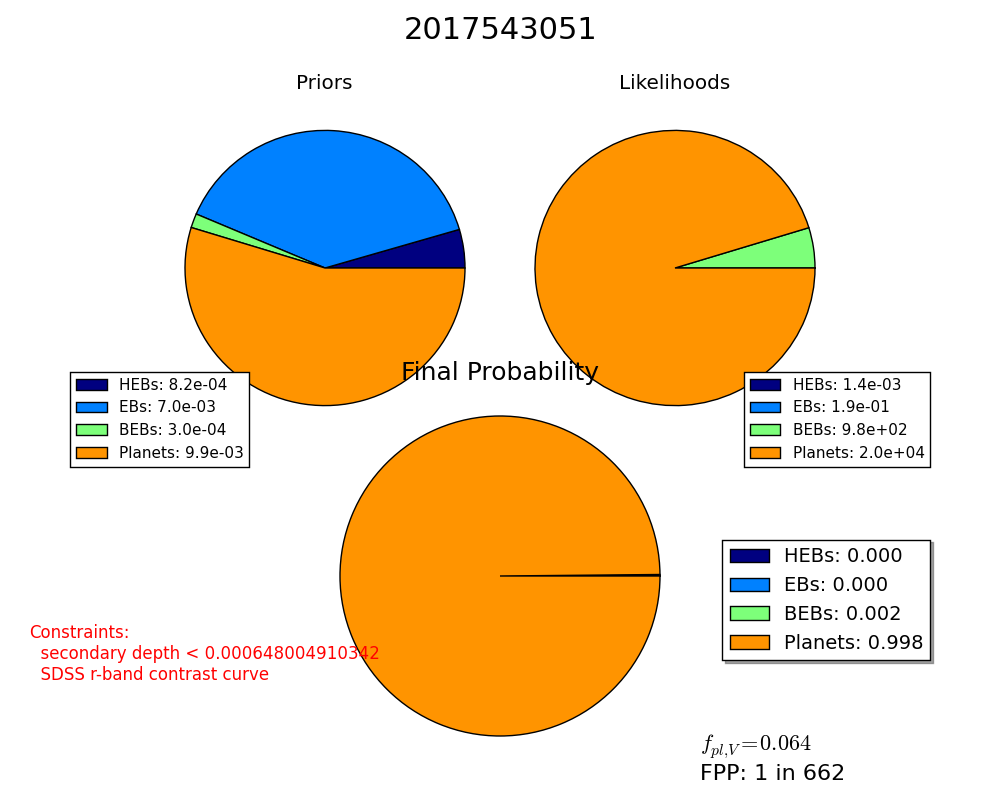 2017543051
Priors
Likelihoods
HEBs: 8.2e-04
EBs: 7.0e-03
BEBs: 3.0e-04
Planets: 9.9e-03
HEBs: 1.4e-03
EBs: 1.9e-01
BEBs: 9.8e+02
Planets: 2.0e+04
Final Probability
HEBs: 0.000
EBs: 0.000
BEBs: 0.002
Planets: 0.998
Constraints:
secondary depth < 0.000648004910342
SDSS r-band contrast curve
f_{pl,V} = 0.064
FPP: 1 in 662